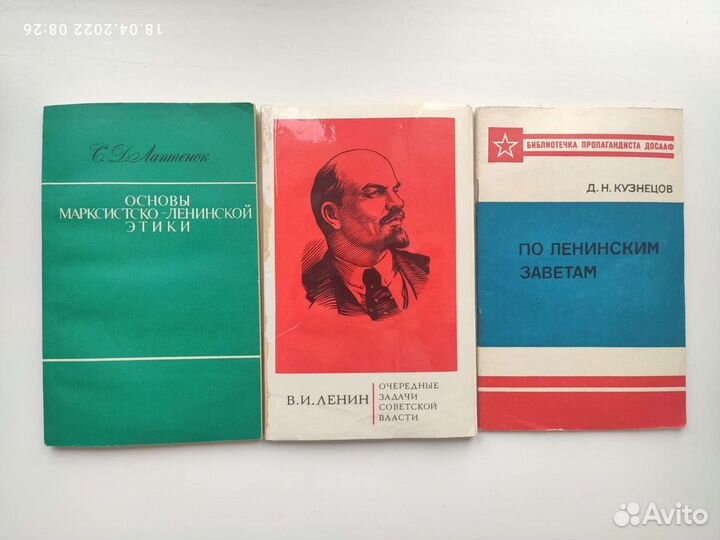 18.04.2022 08:26
С. Д. Лаптенок
ОСНОВЫ
МАРКСИСТСКО-ЛЕНИНСКОЙ
ЭТИКИ
В. И. ЛЕНИН
ОЧЕРЕДНЫЕ
ЗАДАЧИ
СОВЕТСКОЙ
ВЛАСТИ
БИБЛИОТЕЧКА ПРОПАГАНДИСТА ДОСААФ
Д. Н. КУЗНЕЦОВ
ПО ЛЕНИНСКИМ
ЗАВЕТАМ
Avito